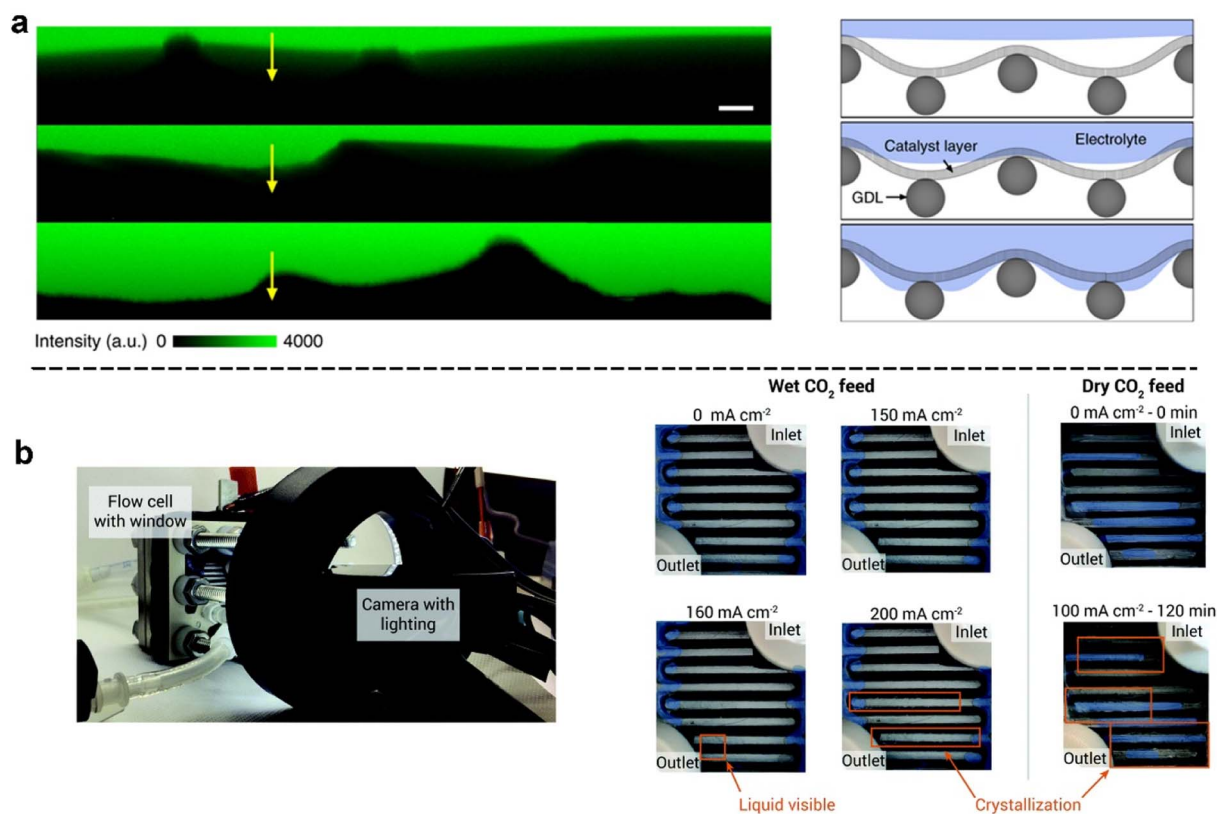 a
Catalyst layer
Electrolyte
GDL
Intensity (a.u.) 0 4000
Wet CO₂ feed
Dry CO₂ feed
0 mA cm⁻²
150 mA cm⁻²
0 mA cm⁻² - 0 min
b
Inlet
Inlet
Inlet
Flow cell
with window
Outlet
Outlet
Outlet
Camera with
lighting
160 mA cm⁻²
200 mA cm⁻²
100 mA cm⁻² - 120 min
Inlet
Inlet
Inlet
Outlet
Outlet
Outlet
Liquid visible
Crystallization